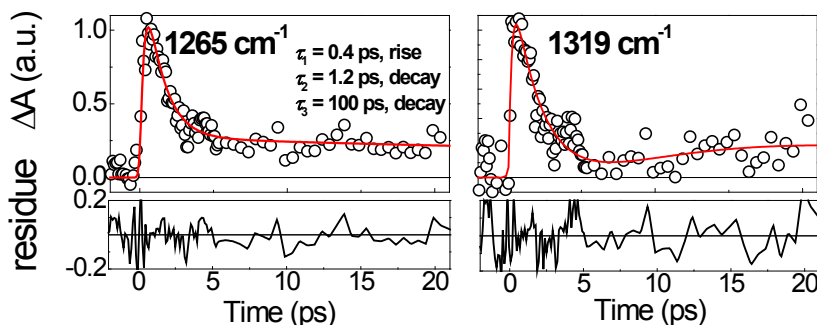 ΔA (a.u.)
1.0
0.5
0.0
1265 cm⁻¹
τ₁ = 0.4 ps, rise
τ₂ = 1.2 ps, decay
τ₃ = 100 ps, decay
1319 cm⁻¹
residue
0.2
-0.2
0 5 10 15 20
0 5 10 15 20
Time (ps)
Time (ps)